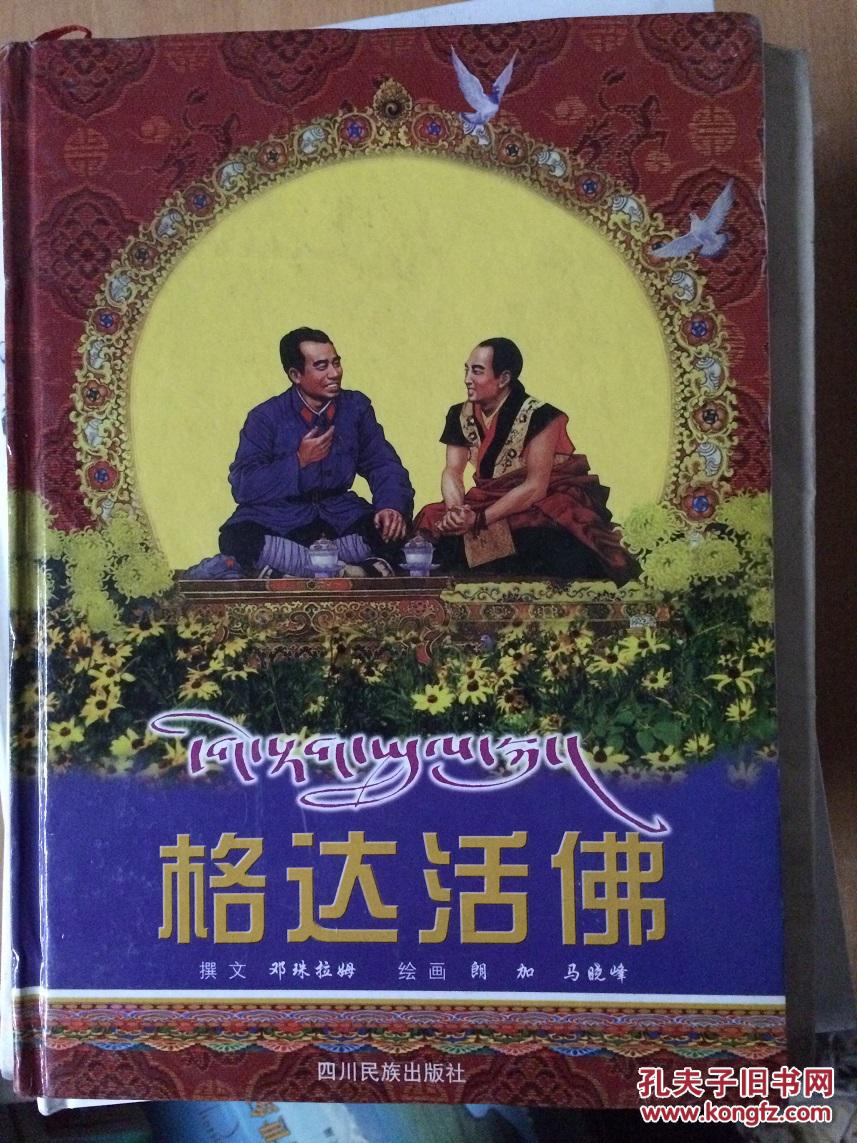 格达活佛
撰文 邓珠拉姆 绘画 朗加 马晓峰
四川民族出版社
孔夫子旧书网
www.kongfz.com